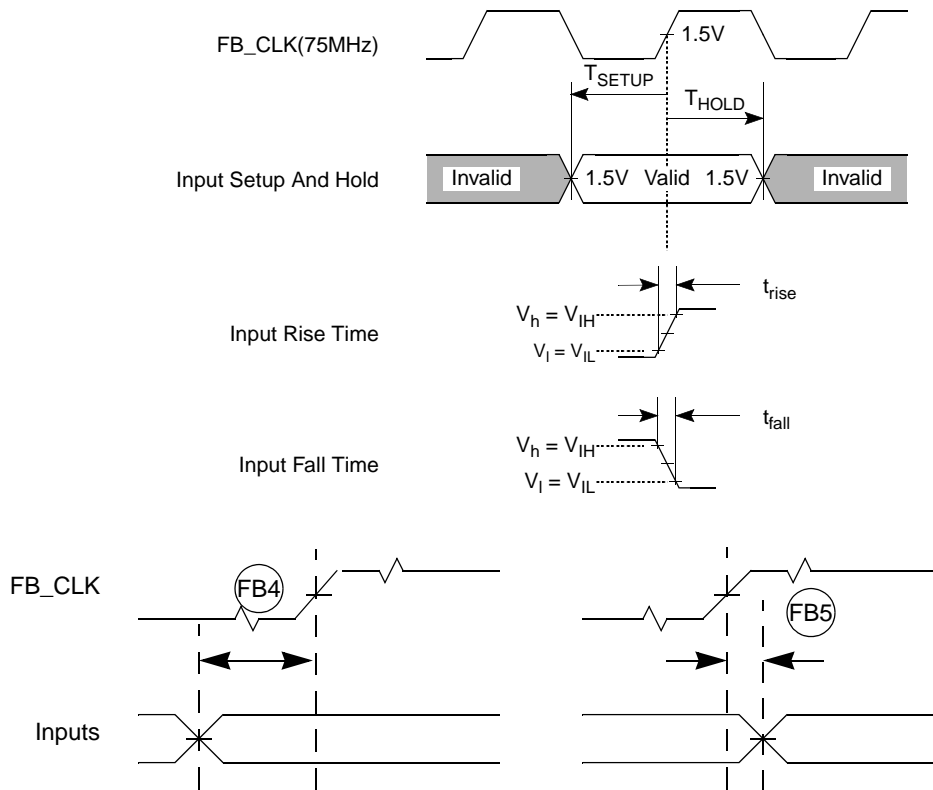 FB_CLK(75MHz)
1.5V
TSETUP
THOLD
Input Setup And Hold
Invalid
1.5V
Valid
1.5V
Invalid
trise
Vh = VIH
Input Rise Time
Vl = VIL
tfall
Vh = VIH
Input Fall Time
Vl = VIL
FB_CLK
FB4
FB5
Inputs